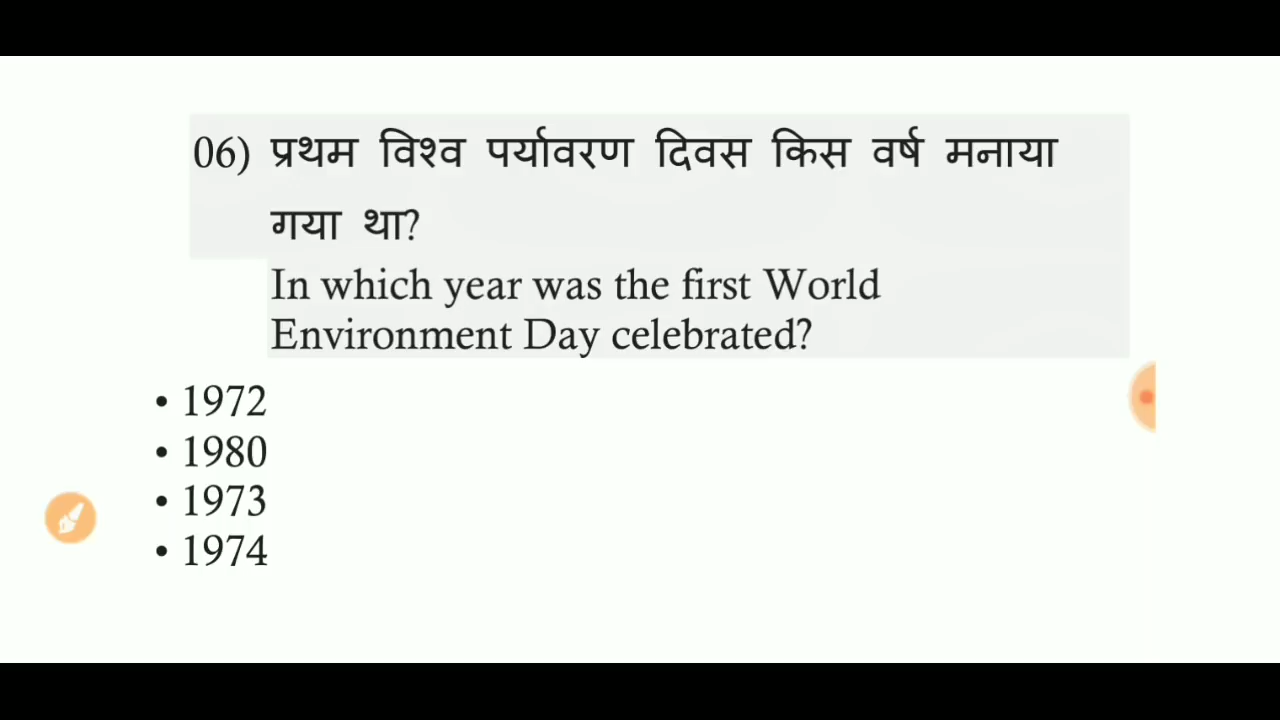 06) प्रथम विश्व पर्यावरण दिवस किस वर्ष मनाया
गया था?
In which year was the first World
Environment Day celebrated?
• 1972
• 1980
• 1973
• 1974